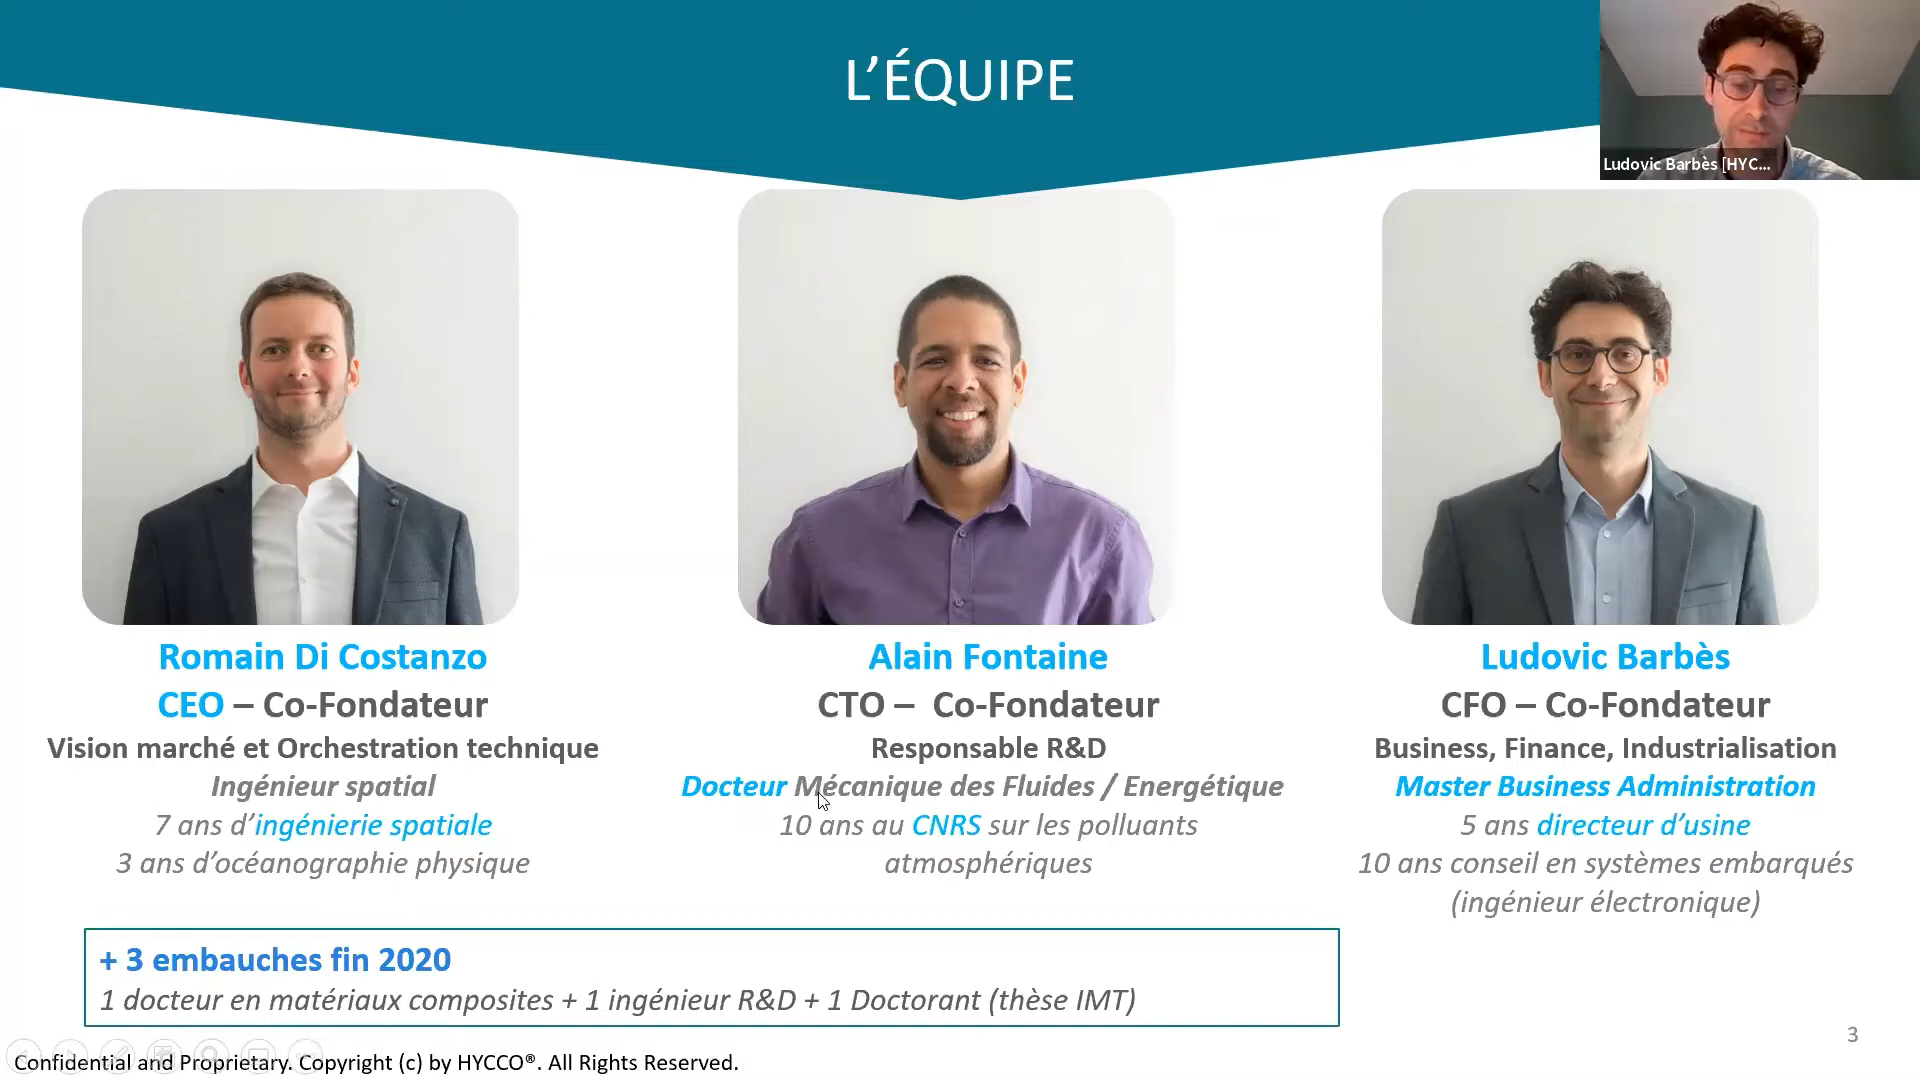 L’ÉQUIPE
Ludovic Barbès [HYC...
Romain Di Costanzo
CEO – Co-Fondateur
Vision marché et Orchestration technique
Ingénieur spatial
7 ans d’ingénierie spatiale
3 ans d’océanographie physique
Alain Fontaine
CTO – Co-Fondateur
Responsable R&D
Docteur Mécanique des Fluides / Energétique
10 ans au CNRS sur les polluants
atmosphériques
Ludovic Barbès
CFO – Co-Fondateur
Business, Finance, Industrialisation
Master Business Administration
5 ans directeur d’usine
10 ans conseil en systèmes embarqués
(ingénieur électronique)
+ 3 embauches fin 2020
1 docteur en matériaux composites + 1 ingénieur R&D + 1 Doctorant (thèse IMT)
3
Confidential and Proprietary. Copyright (c) by HYCCO®. All Rights Reserved.